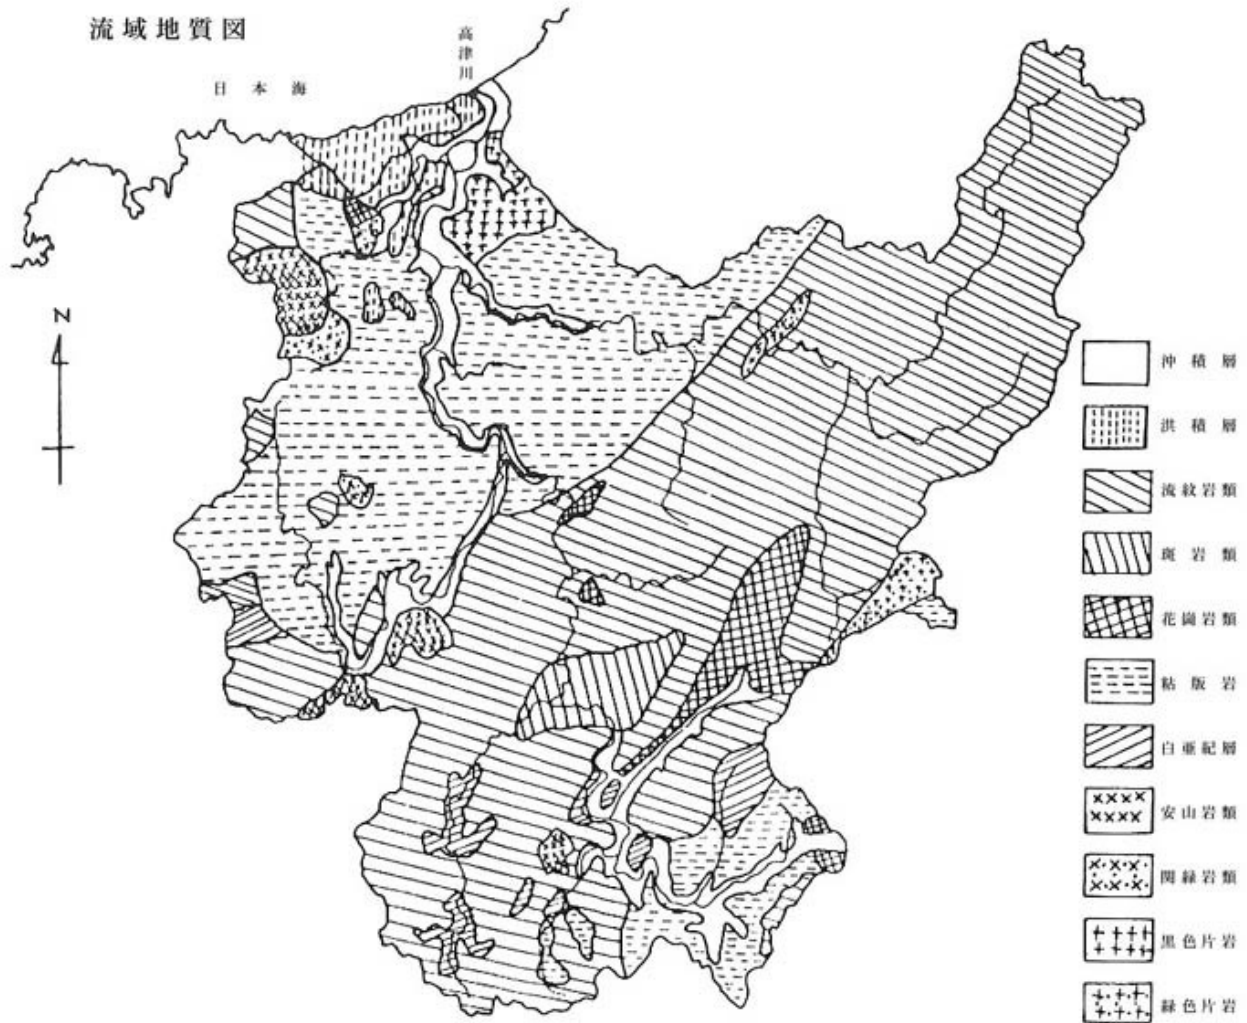 流域地質図
高津川
日本海
N
沖積層
洪積層
流紋岩類
斑岩類
花崗岩類
粘版岩
白亜紀層
安山岩類
閃緑岩類
黒色片岩
緑色片岩